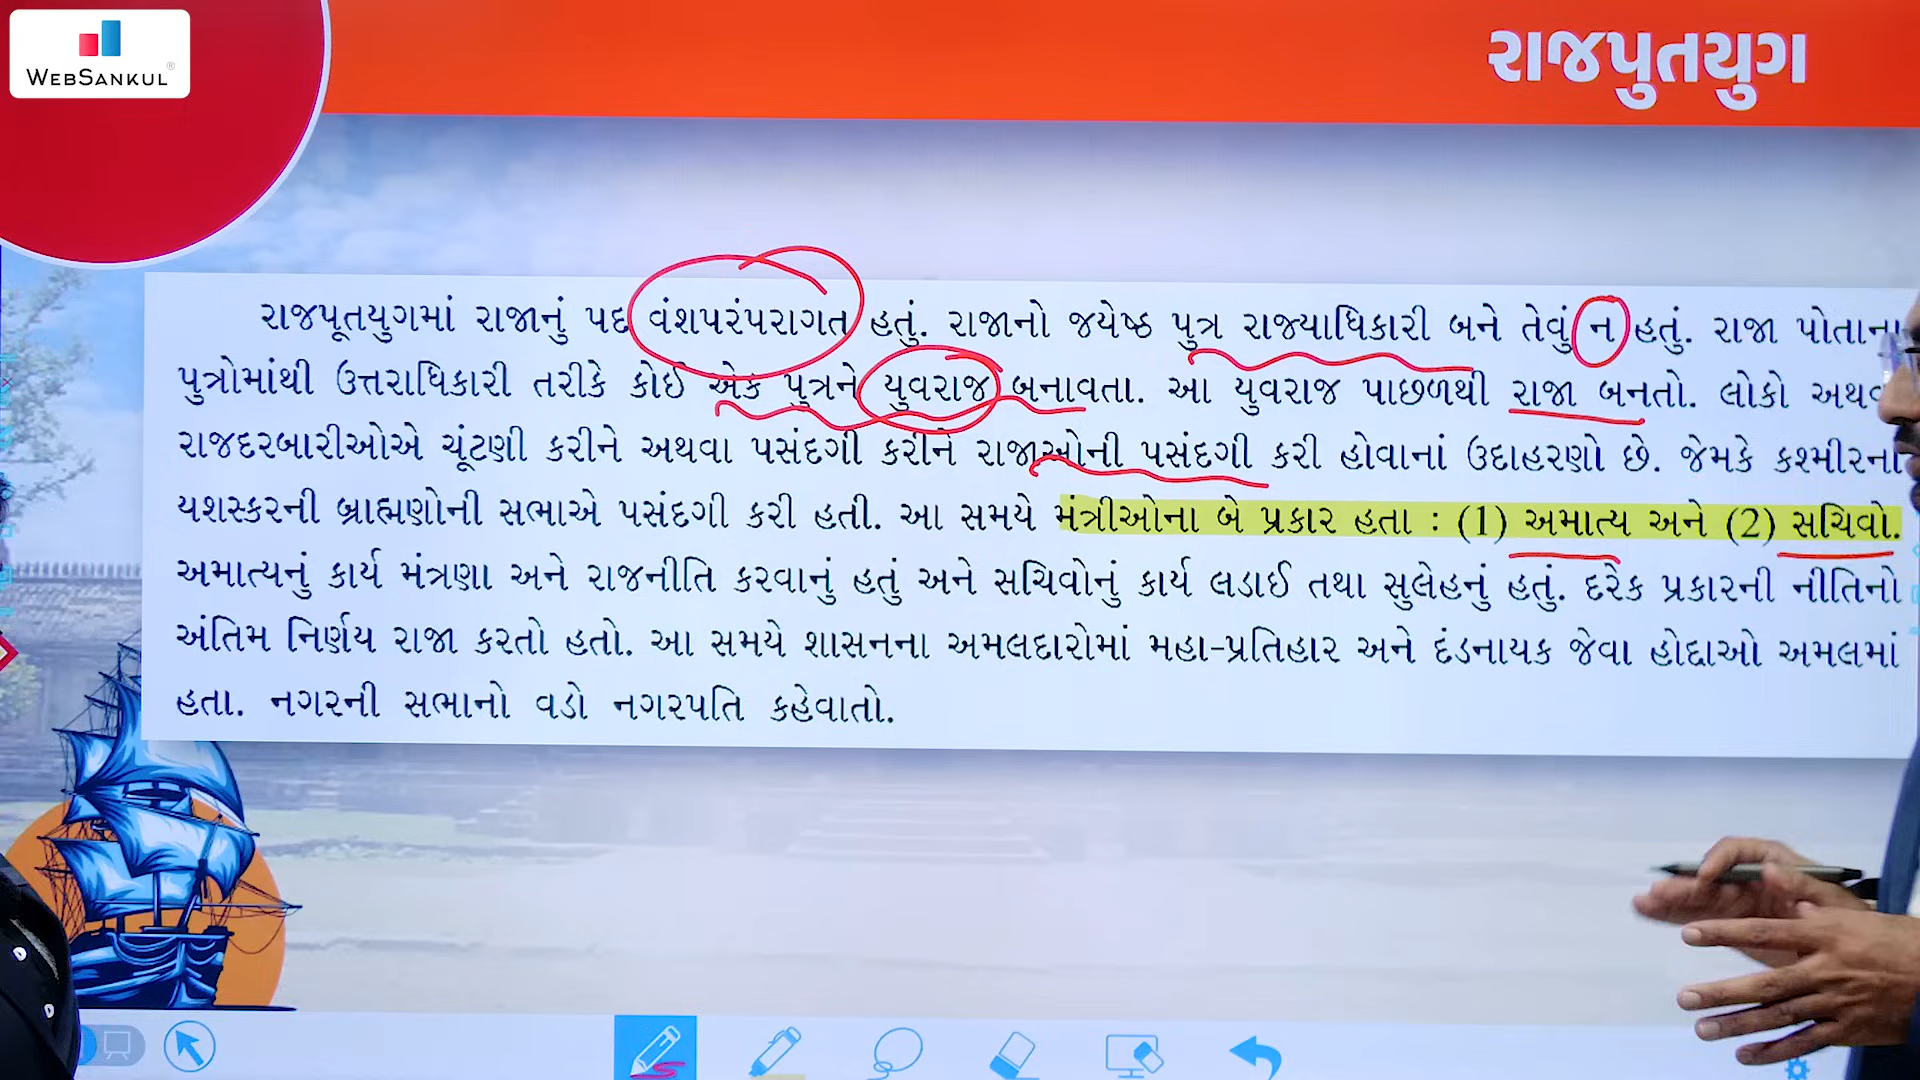 WEBSANKUL®
રાજપુતયુગ
રાજપૂતયુગમાં રાજાનું પદ વંશપરંપરાગત હતું. રાજાનો જયેષ્ઠ પુત્ર રાજ્યાધિકારી બને તેવું ન હતું. રાજા પોતાના
પુત્રોમાંથી ઉત્તરાધિકારી તરીકે કોઈ એક પુત્રને યુવરાજ બનાવતા. આ યુવરાજ પાછળથી રાજા બનતો. લોકો
રાજદરબારીઓએ ચૂંટણી કરીને અથવા પસંદગી કરીને રાજાઓની પસંદગી કરી હોવાનાં ઉદાહરણો છે. જેમકે કશ્મીરના
યશસ્કરની બ્રાહ્મણોની સભાએ પસંદગી કરી હતી. આ સમયે મંત્રીઓના બે પ્રકાર હતા : (1) અમાત્ય અને (2) સચિવો.
અમાત્યનું કાર્ય મંત્રણા અને રાજનીતિ કરવાનું હતું અને સચિવોનું કાર્ય લડાઈ તથા સુલેહનું હતું. દરેક પ્રકારની નીતિનો
અંતિમ નિર્ણય રાજા કરતો હતો. આ સમયે શાસનના અમલદારોમાં મહા-પ્રતિહાર અને દંડનાયક જેવા હોદ્દાઓ અમલમાં
હતા. નગરની સભાનો વડો નગરપતિ કહેવાતો.